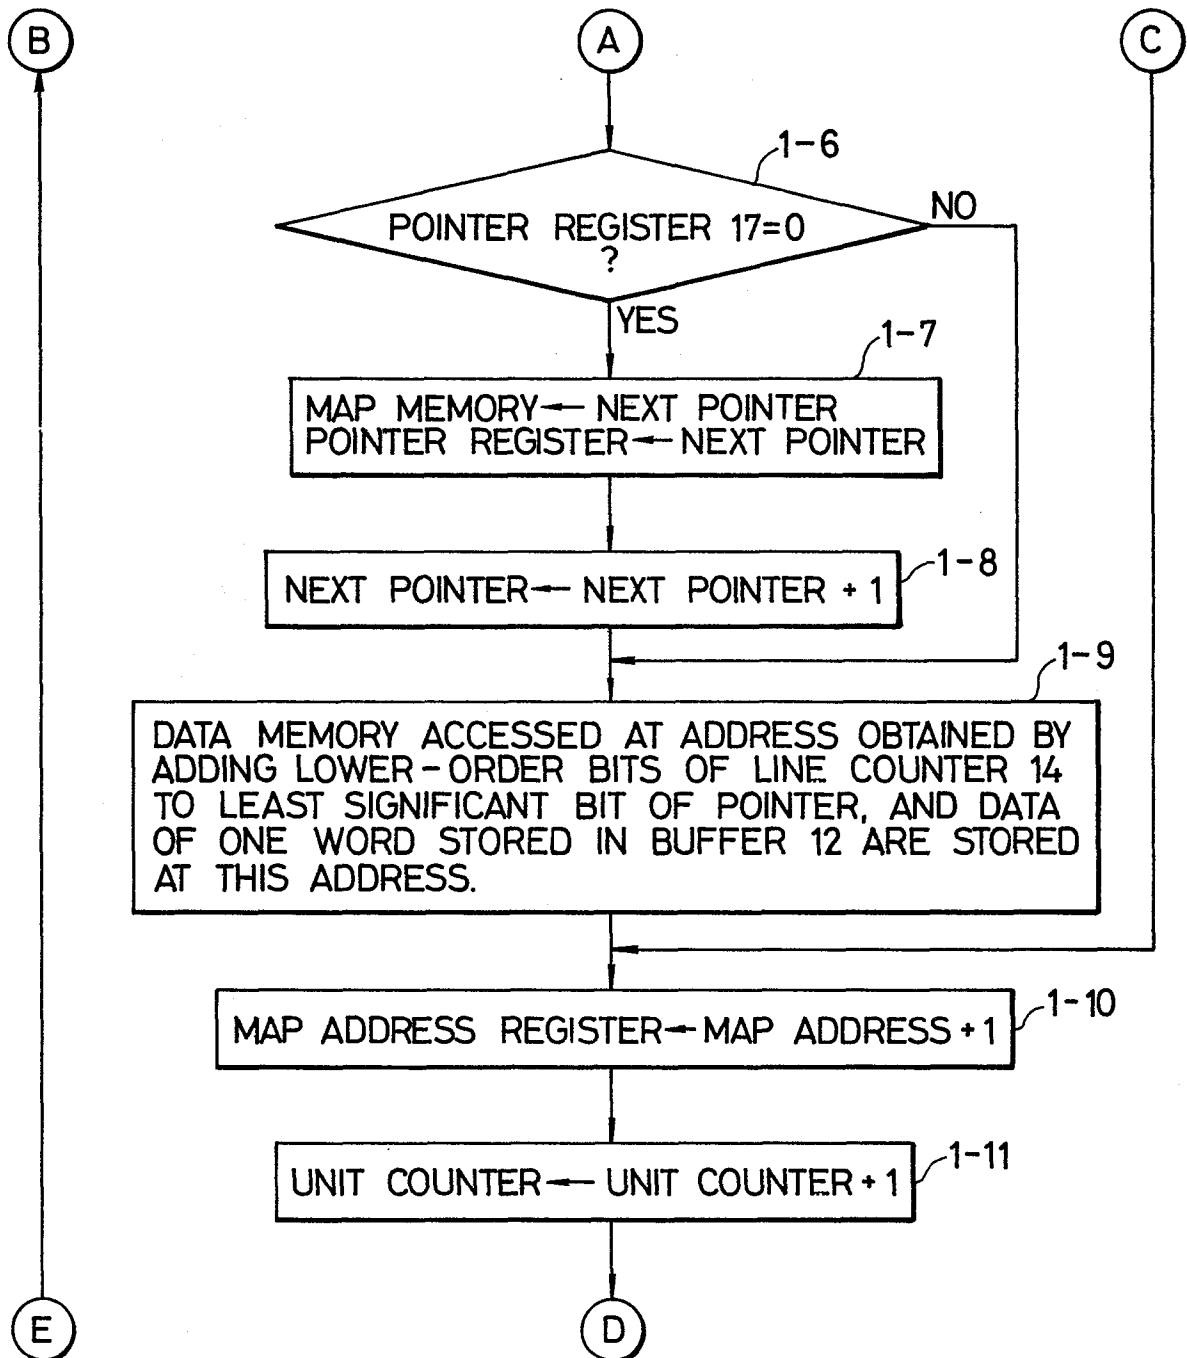 B
A
C
1-6
POINTER REGISTER 17=0
?
NO
YES
1-7
MAP MEMORY ← NEXT POINTER
POINTER REGISTER ← NEXT POINTER
1-8
NEXT POINTER ← NEXT POINTER + 1
1-9
DATA MEMORY ACCESSED AT ADDRESS OBTAINED BY
ADDING LOWER-ORDER BITS OF LINE COUNTER 14
TO LEAST SIGNIFICANT BIT OF POINTER, AND DATA
OF ONE WORD STORED IN BUFFER 12 ARE STORED
AT THIS ADDRESS.
1-10
MAP ADDRESS REGISTER ← MAP ADDRESS + 1
1-11
UNIT COUNTER ← UNIT COUNTER + 1
E
D